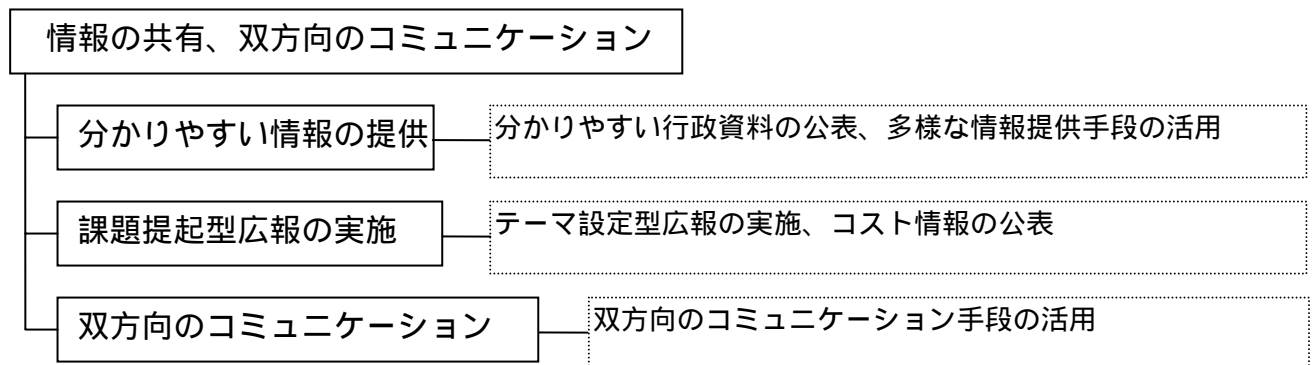 情報の共有、双方向のコミュニケーション
分かりやすい情報の提供
分かりやすい行政資料の公表、多様な情報提供手段の活用
課題提起型広報の実施
テーマ設定型広報の実施、コスト情報の公表
双方向のコミュニケーション
双方向のコミュニケーション手段の活用